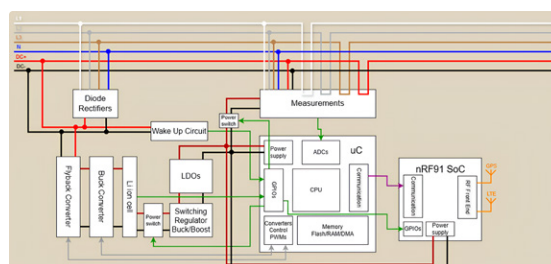 L1
L2
L3
N
DC+
DC-
Diode
Rectifiers
Measurements
Power
switch
Wake Up Circuit
Flyback Converter
Buck Converter
Li ion cell
LDOs
Power
switch
Switching
Regulator
Buck/Boost
Power
supply
ADCs
uC
GPIOs
CPU
Communication
Converters
Control
PWMs
Memory
Flash/RAM/DMA
nRF91 SoC
Communication
RF Front End
GPIOs
Power
supply
GPS
LTE